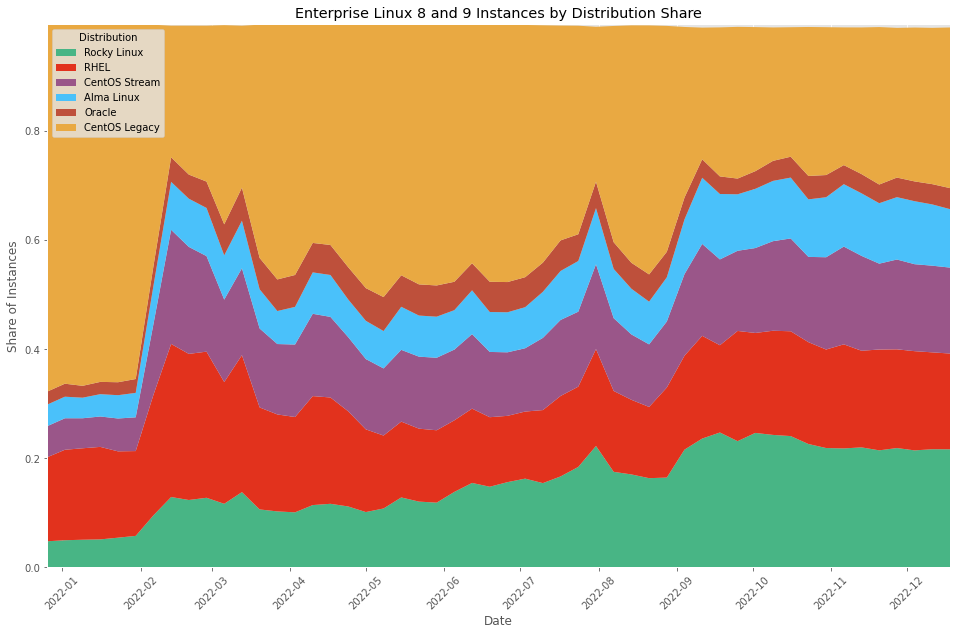 Enterprise Linux 8 and 9 Instances by Distribution Share
Distribution
Rocky Linux
RHEL
CentOS Stream
Alma Linux
Oracle
CentOS Legacy
Share of Instances
0.8
0.6
0.4
0.2
0.0
2022-01
2022-02
2022-03
2022-04
2022-05
2022-06
2022-07
2022-08
2022-09
2022-10
2022-11
2022-12
Date